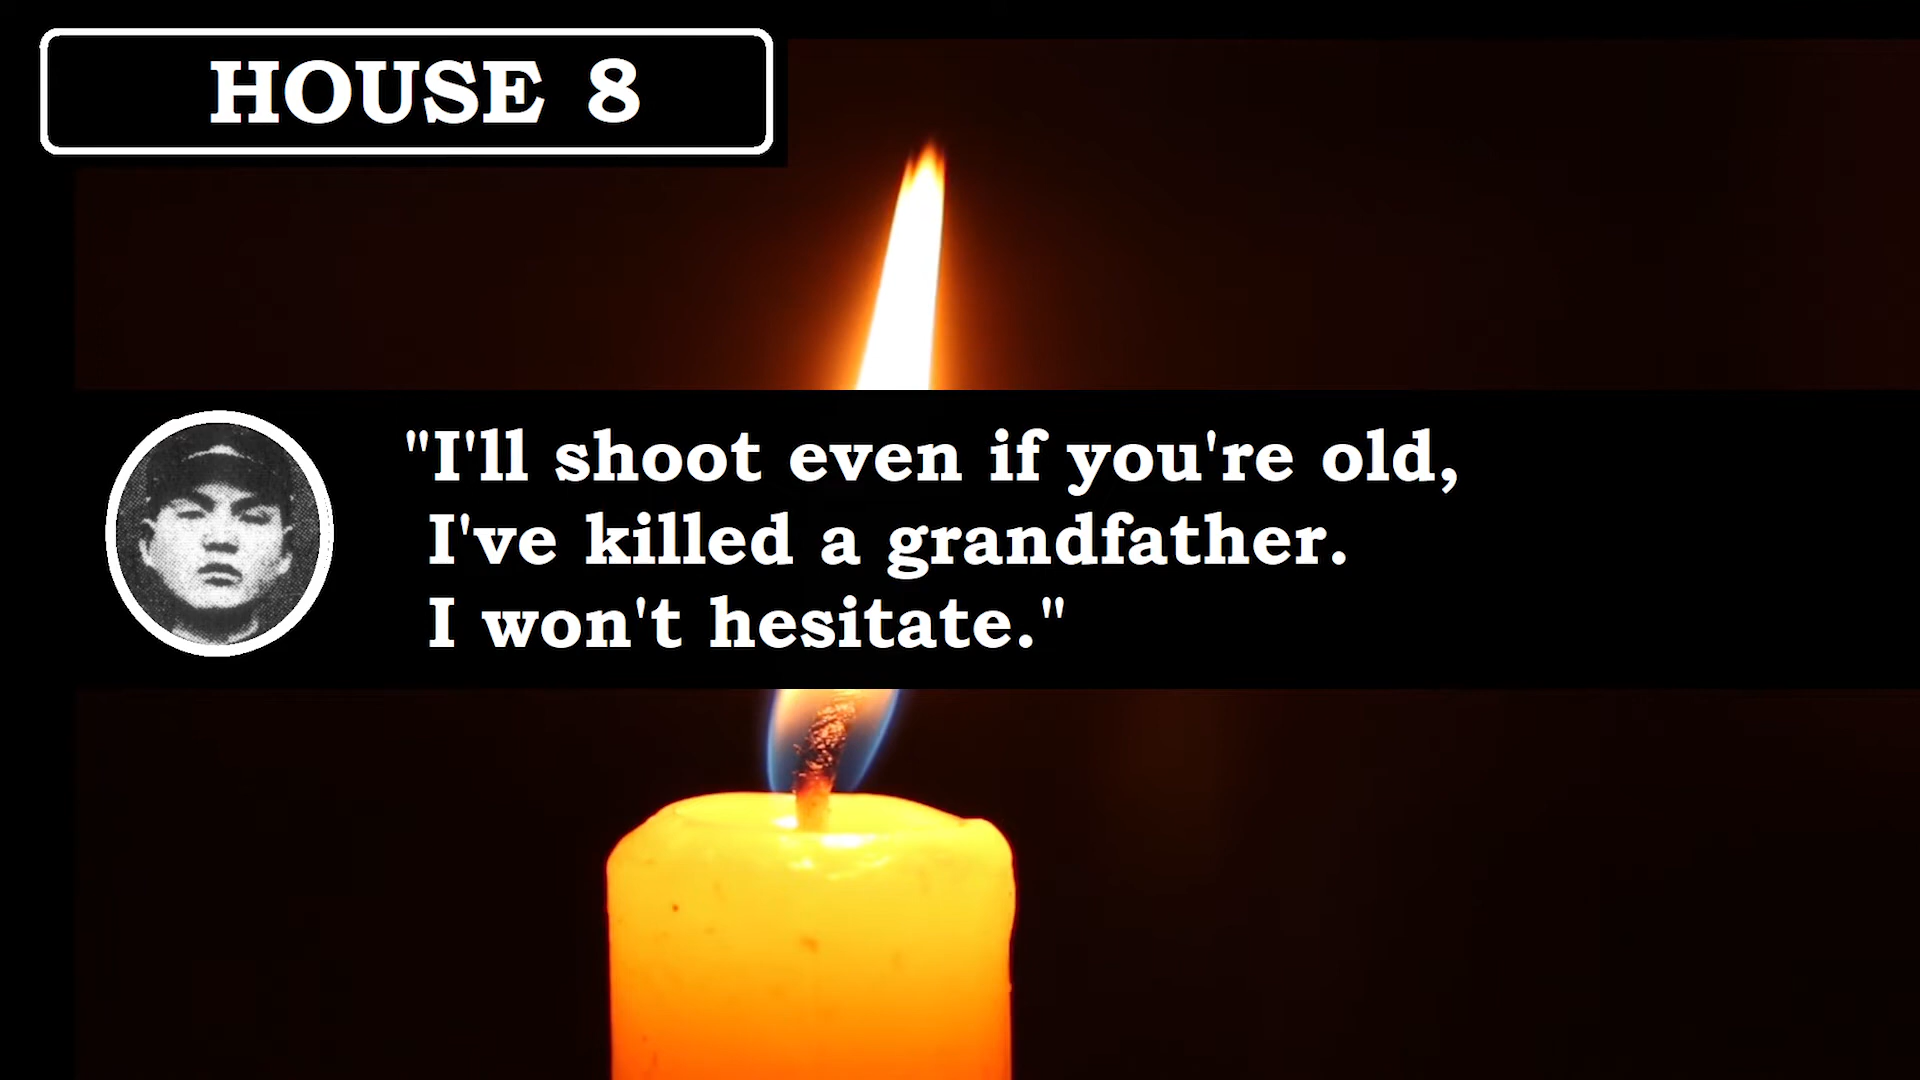 HOUSE 8
"I'll shoot even if you're old,
I've killed a grandfather.
I won't hesitate."